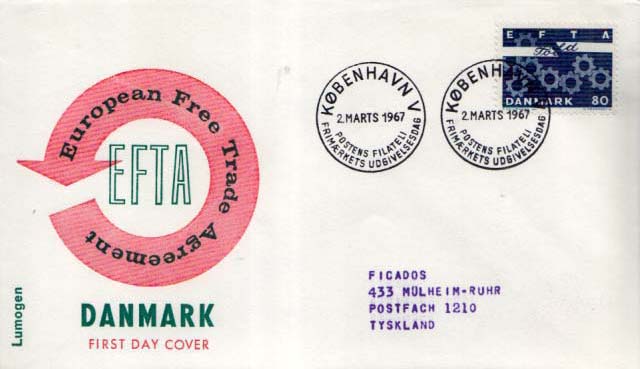 European Free Trade Agreement
EFTA
DANMARK
FIRST DAY COVER
Lumogen
KØBENHAVN V
2. MARTS 1967
POSTENS FILATELI
FRIMÆRKETS UDGIVELSESDAG
KØBENHAVN
2. MARTS 1967
POSTENS FILATELI
FRIMÆRKETS UDGIVELSESDAG
EFTA
Told
DANMARK 80
FICADOS
433 MÜLHEIM-RUHR
POSTFACH 1210
TYSKLAND